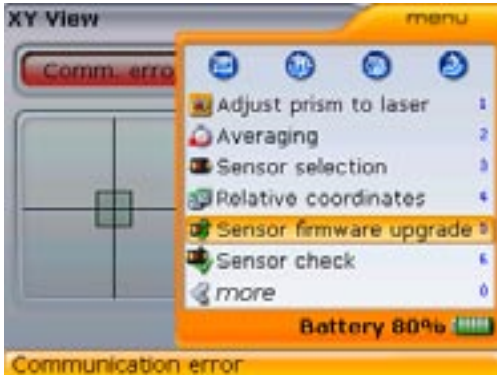 XY View
menu
Comm. erro
Adjust prism to laser 1
Averaging 2
Sensor selection 3
Relative coordinates 4
Sensor firmware upgrade 5
Sensor check 6
more 0
Battery 80%
Communication error